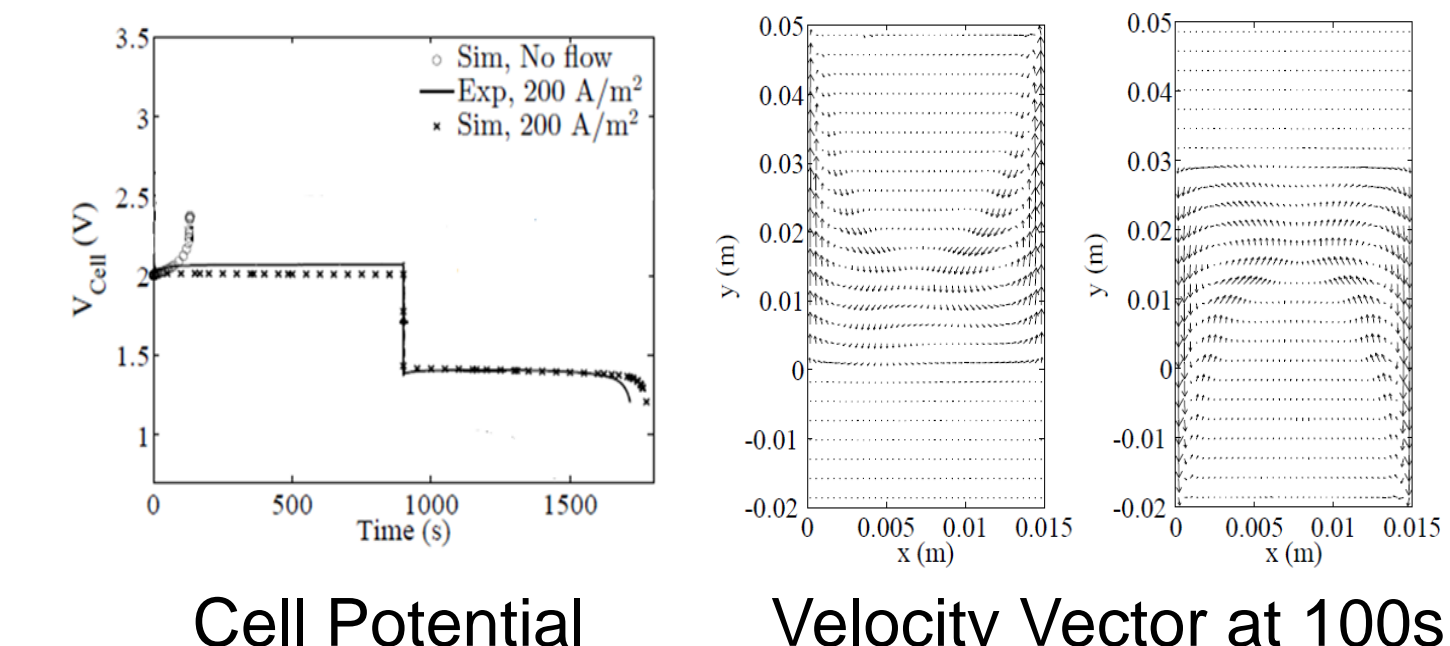 3.5
3
2.5
2
1.5
1
V_Cell (V)
0 500 1000 1500
Time (s)
○ Sim, No flow
— Exp, 200 A/m²
× Sim, 200 A/m²
0.05
0.04
0.03
0.02
0.01
0
-0.01
-0.02
y (m)
0 0.005 0.01 0.015
x (m)
0.05
0.04
0.03
0.02
0.01
0
-0.01
-0.02
y (m)
0 0.005 0.01 0.015
x (m)
Cell Potential
Velocity Vector at 100s